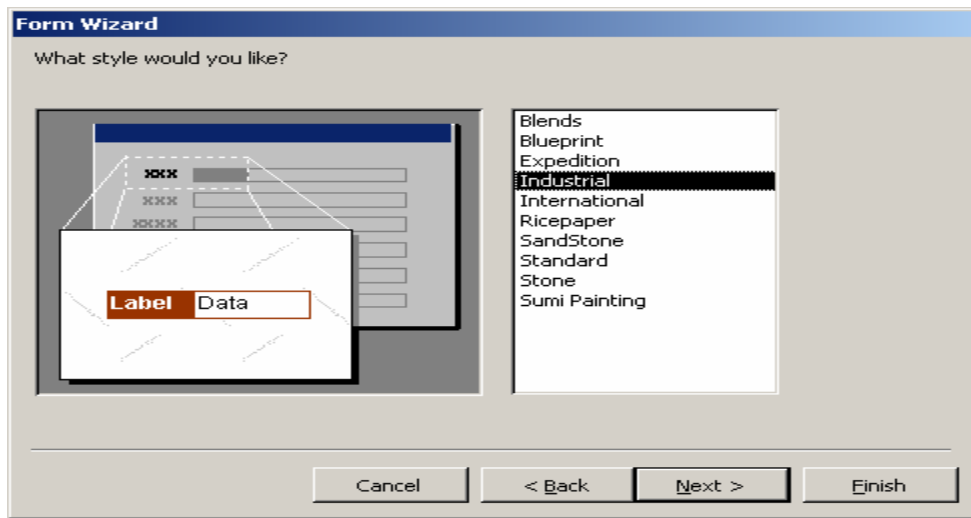 Form Wizard
What style would you like?
xxx
xxx
xxxx
Label Data
Blends
Blueprint
Expedition
Industrial
International
Ricepaper
SandStone
Standard
Stone
Sumi Painting
Cancel
< Back
Next >
Finish